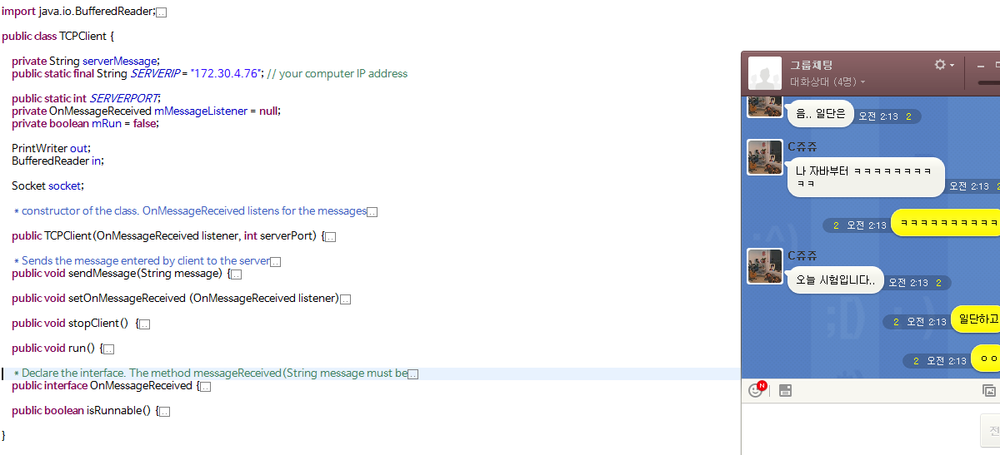 import java.io.BufferedReader;
public class TCPClient {
private String serverMessage;
public static final String SERVERIP = "172.30.4.76"; // your computer IP address
public static int SERVERPORT;
private OnMessageReceived mMessageListener = null;
private boolean mRun = false;
PrintWriter out;
BufferedReader in;
Socket socket;
* constructor of the class. OnMessageReceived listens for the messages
public TCPClient(OnMessageReceived listener, int serverPort) {
* Sends the message entered by client to the server
public void sendMessage(String message) {
public void setOnMessageReceived (OnMessageReceived listener)
public void stopClient() {
public void run() {
* Declare the interface. The method messageReceived(String message must be
public interface OnMessageReceived {
public boolean isRunnable() {
}
그룹채팅
대화상대 (4명)
음.. 일단은
오전 2:13 2
C쥬쥬
나 자바부터 ㅋㅋㅋㅋㅋㅋㅋㅋ
ㅋㅋ
오전 2:13 2
2 오전 2:13
ㅋㅋㅋㅋㅋㅋㅋㅋㅋㅋ
C쥬쥬
오늘 시험입니다..
오전 2:13 2
2 오전 2:13
일단하고
2 오전 2:13
ㅇㅇ
N
전